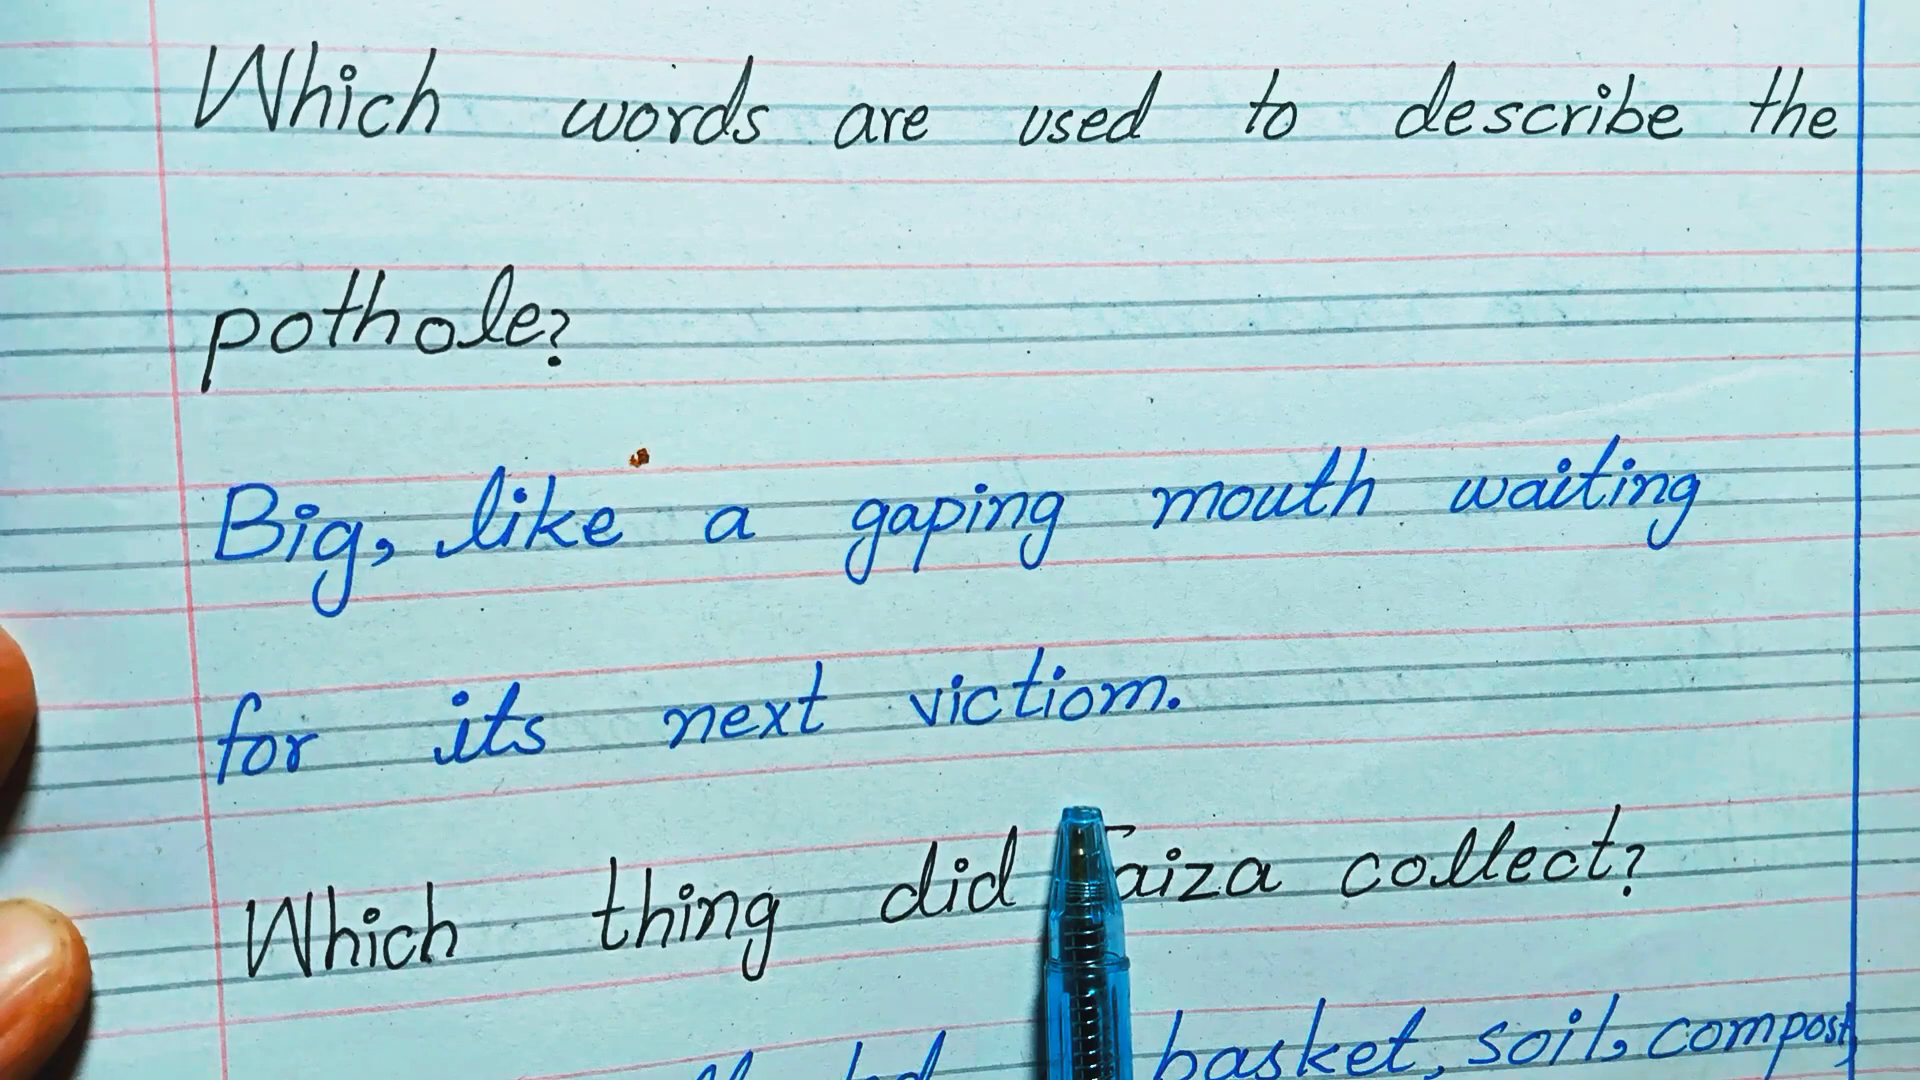 Which words are used to describe the
pothole?
Big, like a gaping mouth waiting
for its next victiom.
Which thing did collect?
basket, soil, compost,